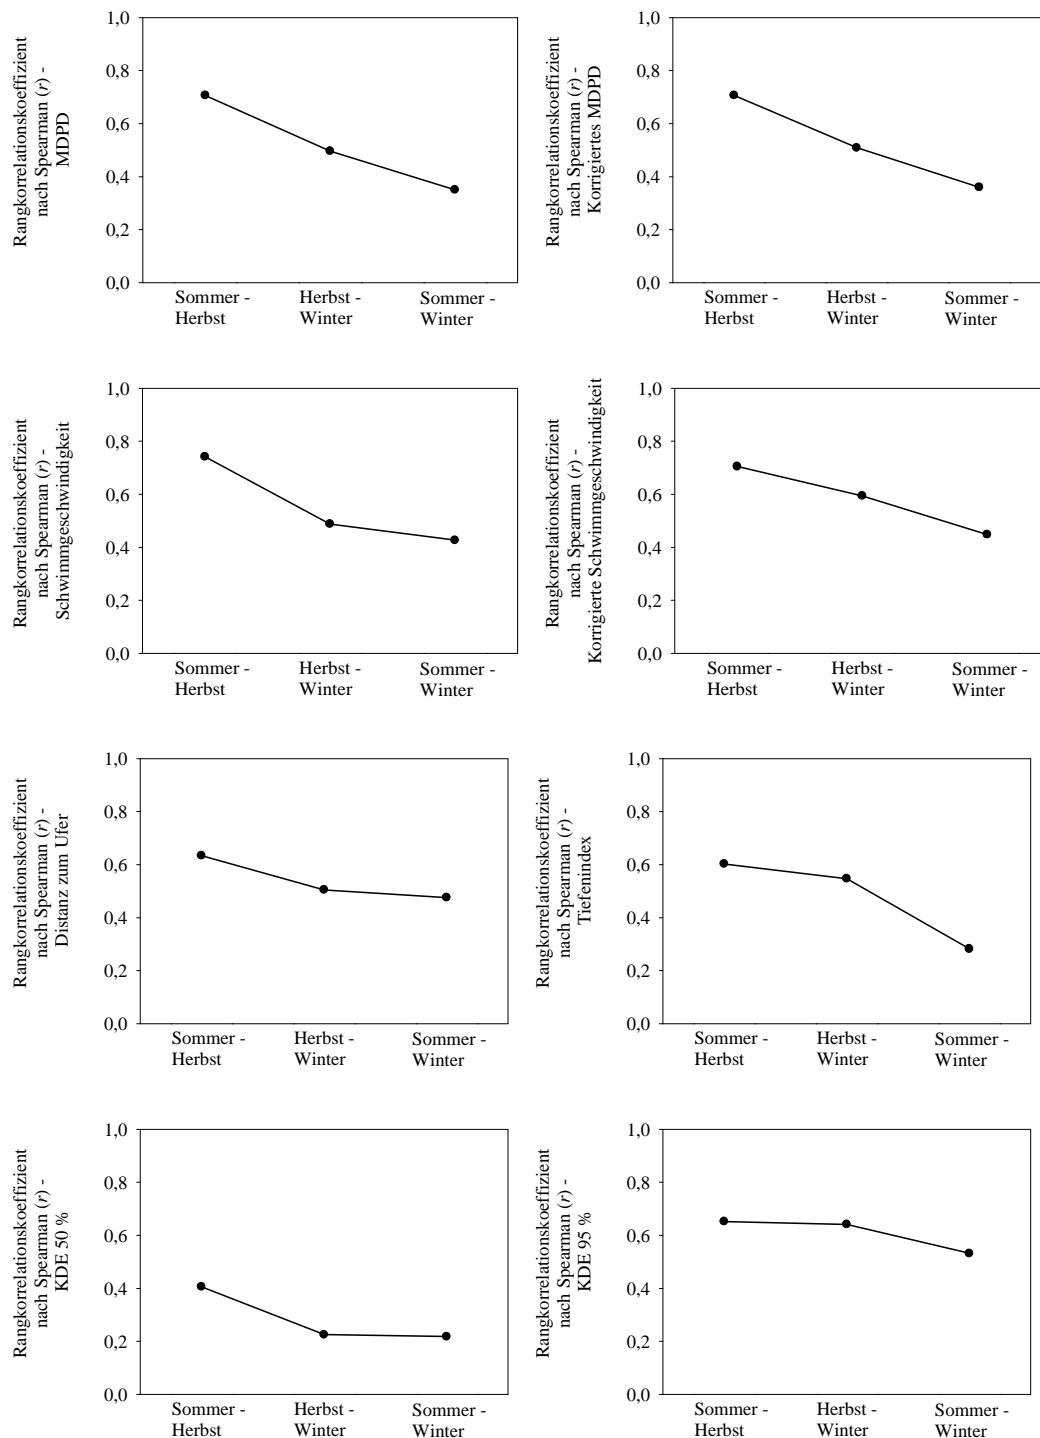 Rangkorrelationskoeffizient
nach Spearman (r) -
MDPD
1,0
0,8
0,6
0,4
0,2
0,0
Sommer -
Herbst
Herbst -
Winter
Sommer -
Winter
Rangkorrelationskoeffizient
nach Spearman (r) -
Korrigiertes MDPD
1,0
0,8
0,6
0,4
0,2
0,0
Sommer -
Herbst
Herbst -
Winter
Sommer -
Winter
Rangkorrelationskoeffizient
nach Spearman (r) -
Schwimmgeschwindigkeit
1,0
0,8
0,6
0,4
0,2
0,0
Sommer -
Herbst
Herbst -
Winter
Sommer -
Winter
Rangkorrelationskoeffizient
nach Spearman (r) -
Korrigierte Schwimmgeschwindigkeit
1,0
0,8
0,6
0,4
0,2
0,0
Sommer -
Herbst
Herbst -
Winter
Sommer -
Winter
Rangkorrelationskoeffizient
nach Spearman (r) -
Distanz zum Ufer
1,0
0,8
0,6
0,4
0,2
0,0
Sommer -
Herbst
Herbst -
Winter
Sommer -
Winter
Rangkorrelationskoeffizient
nach Spearman (r) -
Tiefenindex
1,0
0,8
0,6
0,4
0,2
0,0
Sommer -
Herbst
Herbst -
Winter
Sommer -
Winter
Rangkorrelationskoeffizient
nach Spearman (r) -
KDE 50 %
1,0
0,8
0,6
0,4
0,2
0,0
Sommer -
Herbst
Herbst -
Winter
Sommer -
Winter
Rangkorrelationskoeffizient
nach Spearman (r) -
KDE 95 %
1,0
0,8
0,6
0,4
0,2
0,0
Sommer -
Herbst
Herbst -
Winter
Sommer -
Winter